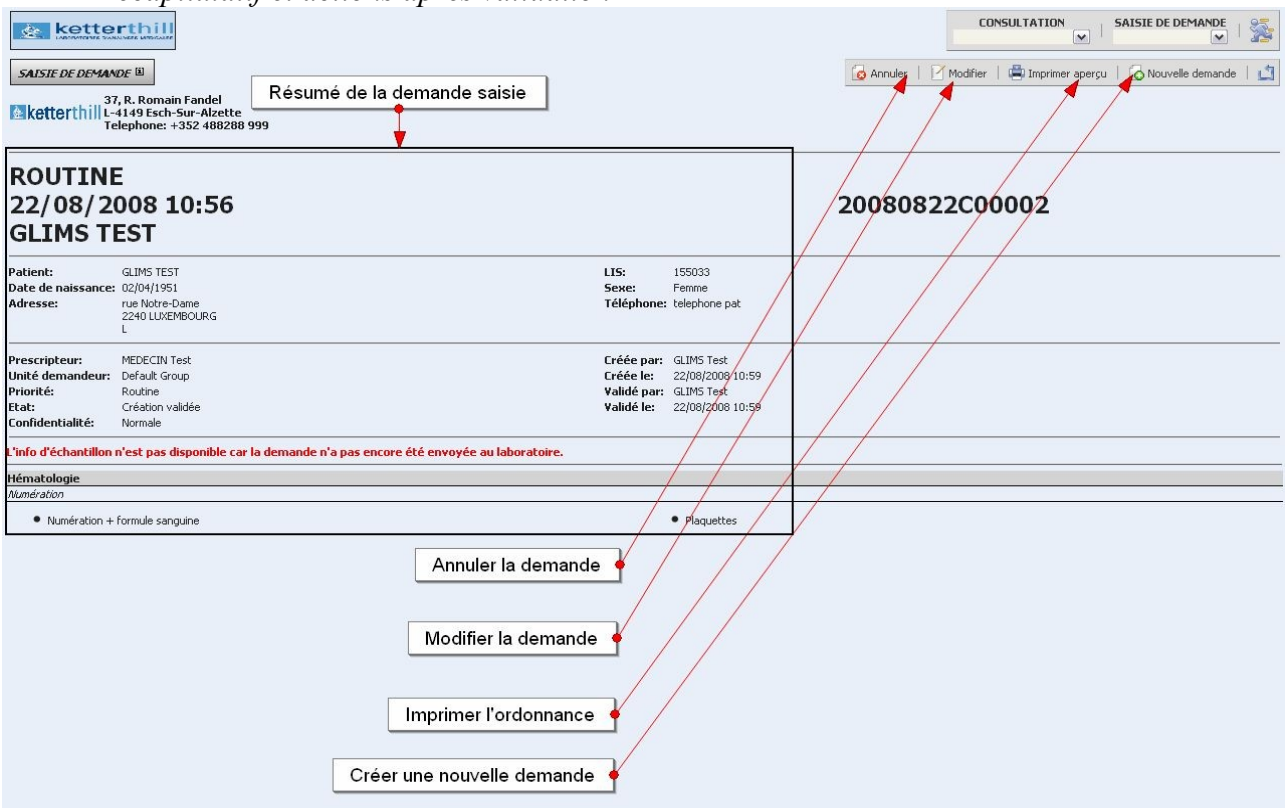 récapitulatif et actions après validation
ketterthill
CONSULTATION
SAISIE DE DEMANDE
SAISIE DE DEMANDE
Annuler | Modifier | Imprimer aperçu | Nouvelle demande
Résumé de la demande saisie
ketterthill
37, R. Romain Fandel
L-4149 Esch-Sur-Alzette
Telephone: +352 488288 999
ROUTINE
22/08/2008 10:56 20080822C00002
GLIMS TEST
Patient: GLIMS TEST LIS: 155033
Date de naissance: 02/04/1951 Sexe: Femme
Adresse: rue Notre-Dame Téléphone: telephone pat
2240 LUXEMBOURG
L
Prescripteur: MEDECIN Test Créée par: GLIMS Test
Unité demandeur: Default Group Créée le: 22/08/2008 10:59
Priorité: Routine Validé par: GLIMS Test
Etat: Création validée Validé le: 22/08/2008 10:59
Confidentialité: Normale
L'info d'échantillon n'est pas disponible car la demande n'a pas encore été envoyée au laboratoire.
Hématologie
Numération
• Numération + formule sanguine • Plaquettes
Annuler la demande
Modifier la demande
Imprimer l'ordonnance
Créer une nouvelle demande